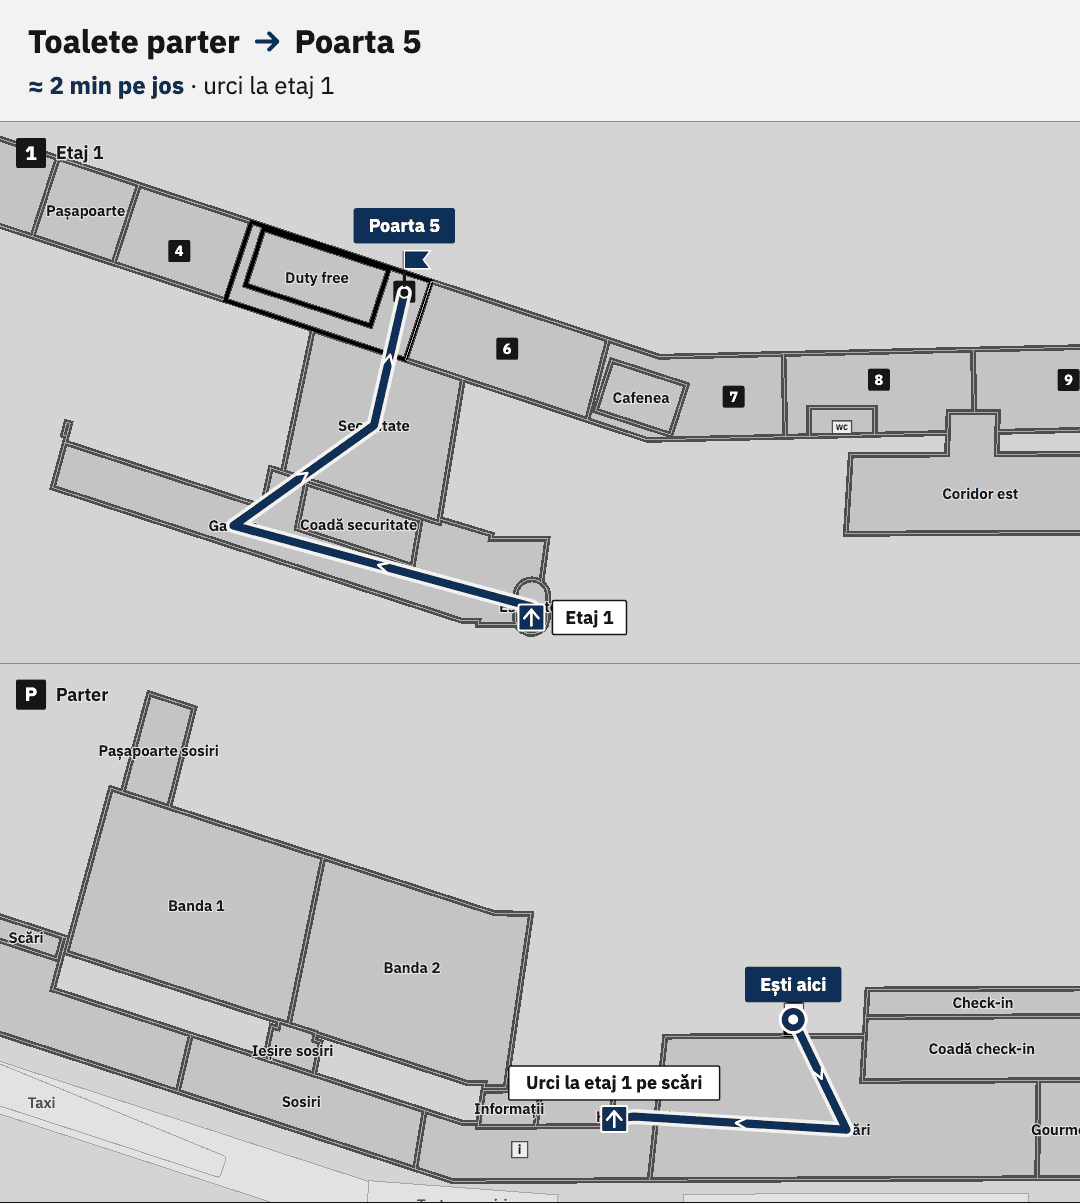 Toalete parter → Poarta 5
≈ 2 min pe jos · urci la etaj 1
1 Etaj 1
Pașapoarte
4
Poarta 5
Duty free
6
Cafenea
7
8
9
WC
Coridor est
Coadă securitate
Etaj 1
P Parter
Pașapoarte sosiri
Banda 1
Banda 2
Scări
Ești aici
Check-in
Coadă check-in
Ieșire sosiri
Urci la etaj 1 pe scări
Taxi
Sosiri
Informații
i